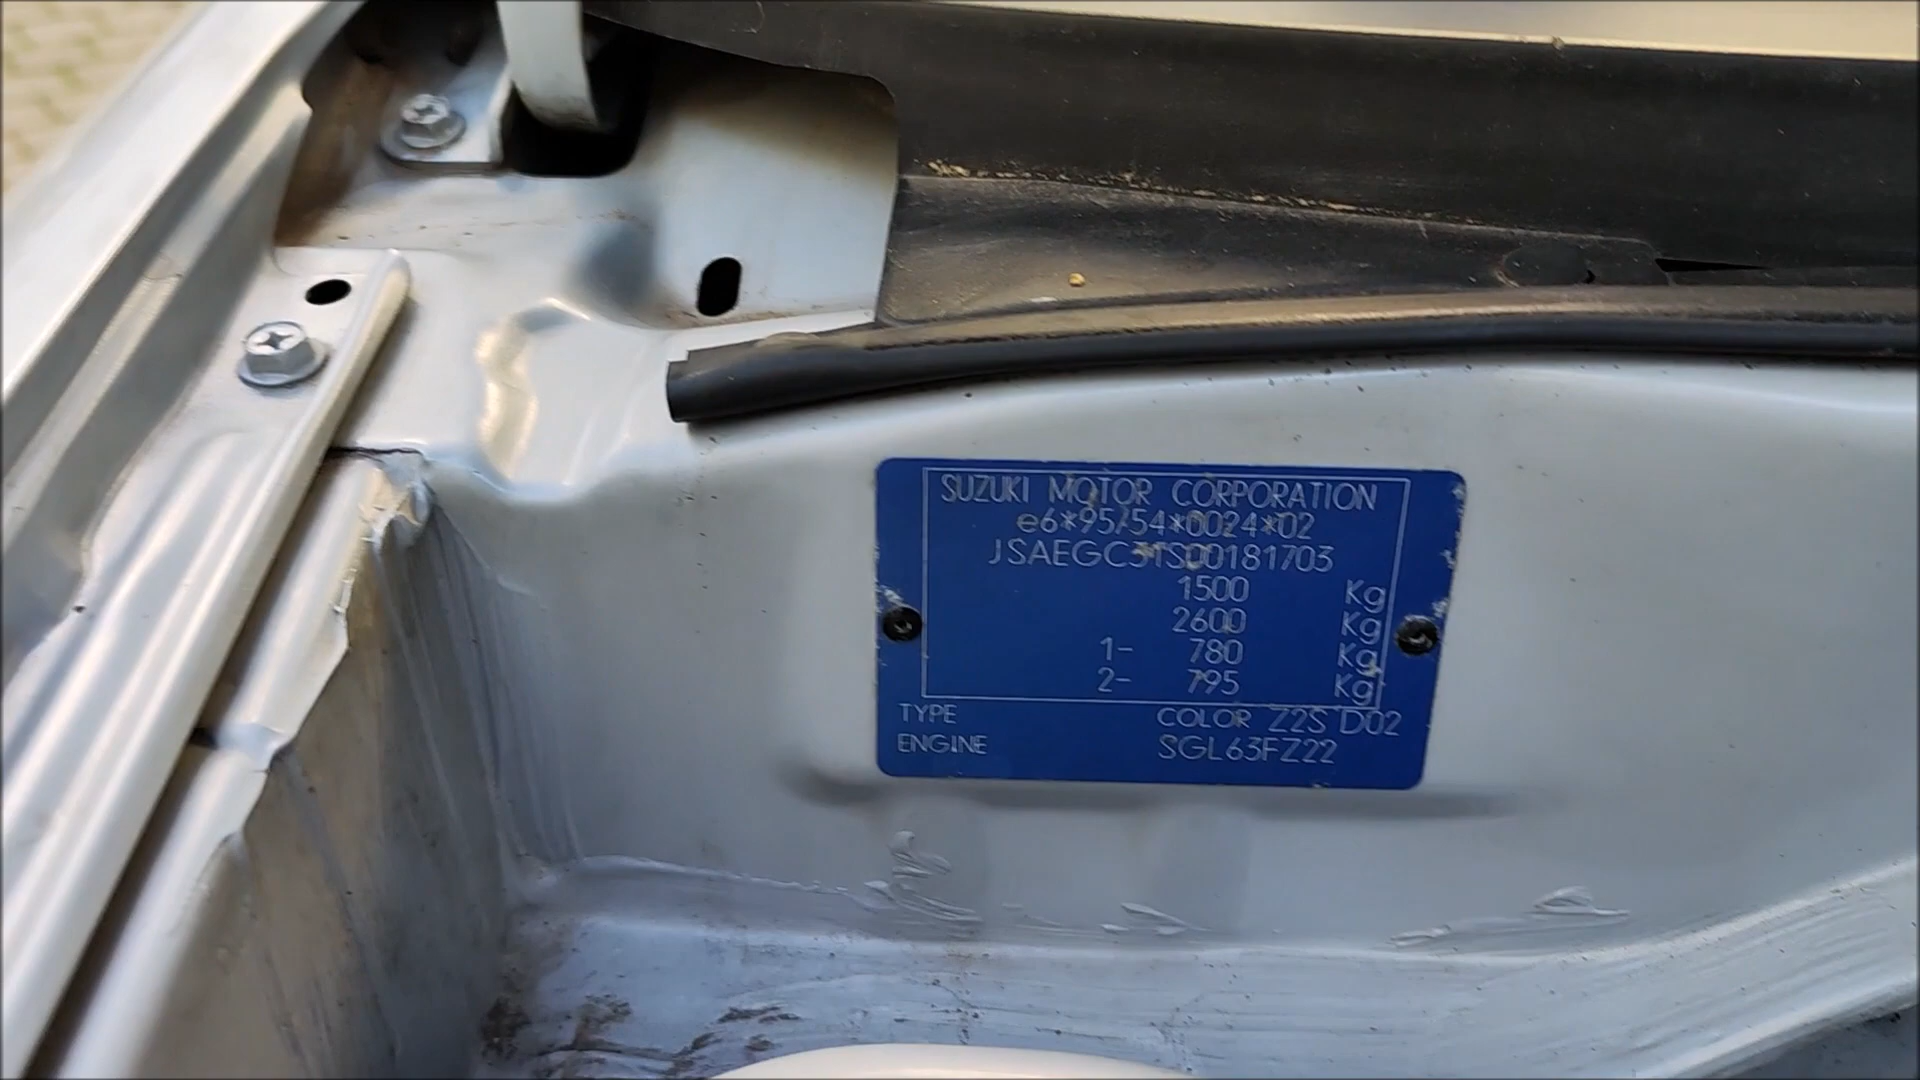 SUZUKI MOTOR CORPORATION
e6*95/54*0024*02
JSAEGC31S00181703
1500 Kg
2600 Kg
1- 780 Kg
2- 795 Kg
TYPE COLOR Z2S D02
ENGINE SGL63FZ22